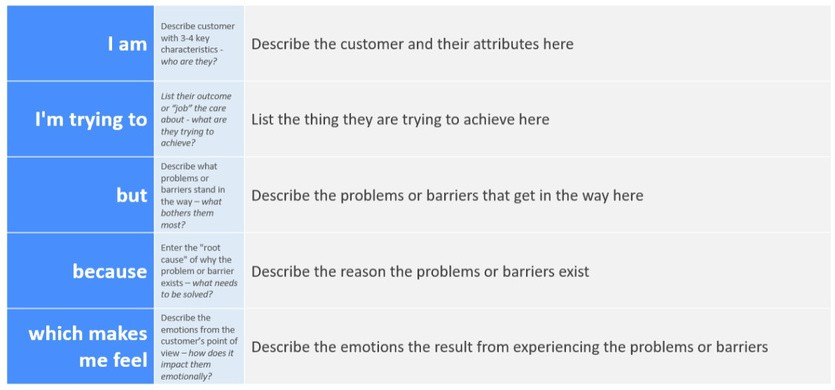 I am
Describe customer
with 3-4 key
characteristics -
who are they?
Describe the customer and their attributes here
I'm trying to
List their outcome
or "job" the care
about - what are
they trying to
achieve?
List the thing they are trying to achieve here
but
Describe what
problems or
barriers stand in
the way – what
bothers them
most?
Describe the problems or barriers that get in the way here
because
Enter the "root
cause" of why the
problem or barrier
exists – what needs
to be solved?
Describe the reason the problems or barriers exist
which makes
me feel
Describe the
emotions from the
customer's point of
view – how does it
impact them
emotionally?
Describe the emotions the result from experiencing the problems or barriers